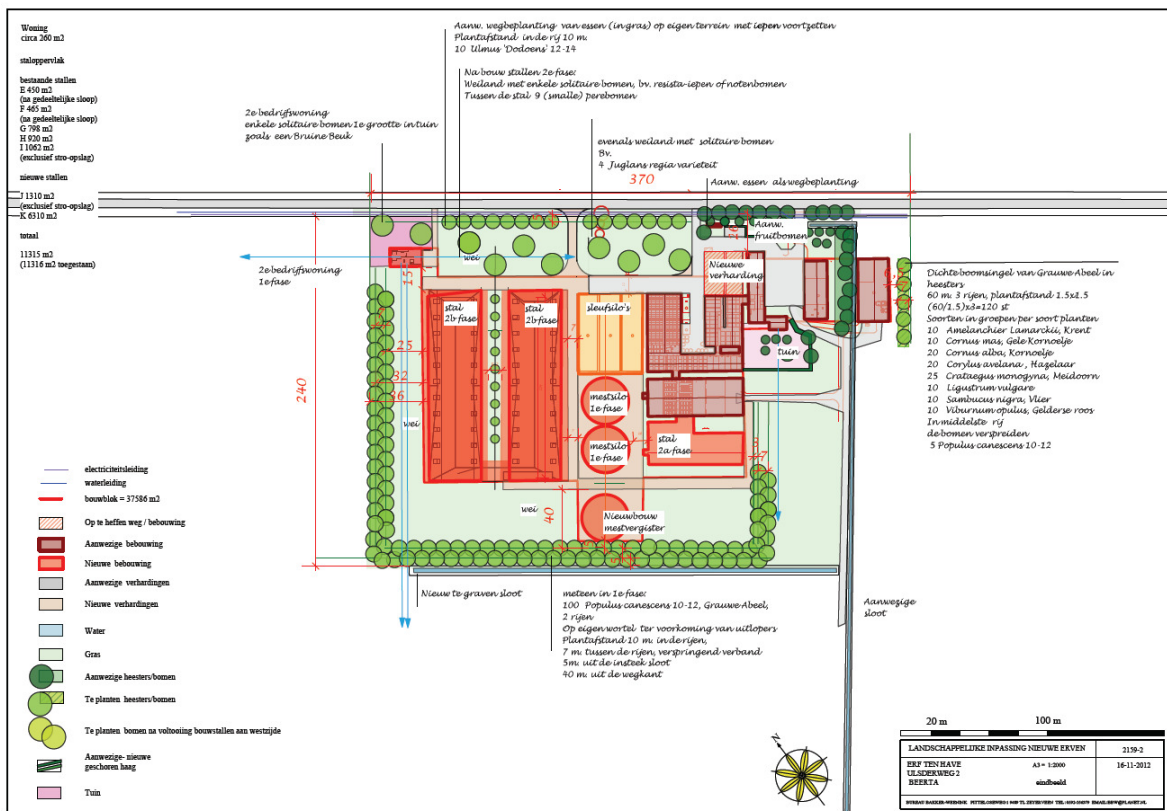 Woning
circa 260 m2
staloppervlak
bestaande stallen
E 450 m2
(na gedeeltelijke sloop)
F 465 m2
(na gedeeltelijke sloop)
G 798 m2
H 920 m2
I 1062 m2
(exclusief stro-opslag)
nieuwe stallen
J 1310 m2
(exclusief stro-opslag)
K 6310 m2
totaal
11315 m2
(11316 m2 toegestaan)
Aanw. wegbeplanting van essen (in gras) op eigen terrein met iepen voortzetten
Plantafstand in de rij 10 m.
10 Ulmus 'Dodoens' 12-14
Na bouw stallen 2e fase:
Weiland met enkele solitaire bomen, bv. resista-iepen of notenbomen
Tussen de stal 9 (smalle) perebomen
2e bedrijfswoning
enkele solitaire bomen 1e grootte in tuin
zoals een Bruine Beuk
evenals weiland met solitaire bomen
Bv.
4 Juglans regia varieteit
370
Aanw. essen als wegbeplanting
Aanw.
fruitbomen
wei
2e bedrijfswoning
1e fase
15
Nieuwe
verharding
stal
2b fase
stal
2b fase
sleufsilo's
7
tuin
25
32
36
240
wei
mestsilo
1e fase
mestsilo
1e fase
stal
2a fase
7
wei
40
Nieuwbouw
mestvergister
Dichte boomsingel van Grauwe Abeel in
heesters
60 m. 3 rijen, plantafstand 1.5x1.5
(60/1.5)x3=120 st
Soorten in groepen per soort planten
10 Amelanchier Lamarckii, Krent
10 Cornus mas, Gele Kornoelje
20 Cornus alba, Kornoelje
20 Corylus avelana, Hazelaar
25 Crataegus monogyna, Meidoorn
10 Ligustrum vulgare
10 Sambucus nigra, Vlier
10 Viburnum opulus, Gelderse roos
In middelste rij
de bomen verspreiden
5 Populus canescens 10-12
electriciteitsleiding
waterleiding
bouwblok = 37586 m2
Op te heffen weg / bebouwing
Aanwezige bebouwing
Nieuwe bebouwing
Aanwezige verhardingen
Nieuwe verhardingen
Water
Gras
Aanwezige heesters/bomen
Te planten heesters/bomen
Te planten bomen na voltooiing bouwstallen aan westzijde
Aanwezige- nieuwe
geschoren haag
Tuin
Nieuw te graven sloot
meteen in 1e fase:
100 Populus canescens 10-12, Grauwe Abeel,
2 rijen
Op eigen wortel ter voorkoming van uitlopers
Plantafstand 10 m. in de rijen,
7 m. tussen de rijen, verspringend verband
5m. uit de insteek sloot
40 m. uit de wegkant
Aanwezige
sloot
N
20 m
100 m
LANDSCHAPPELIJKE INPASSING NIEUWE ERVEN
2159-2
ERF TEN HAVE
ULSDERWEG 2
BEERTA
A3 = 1:2000
eindbeeld
16-11-2012